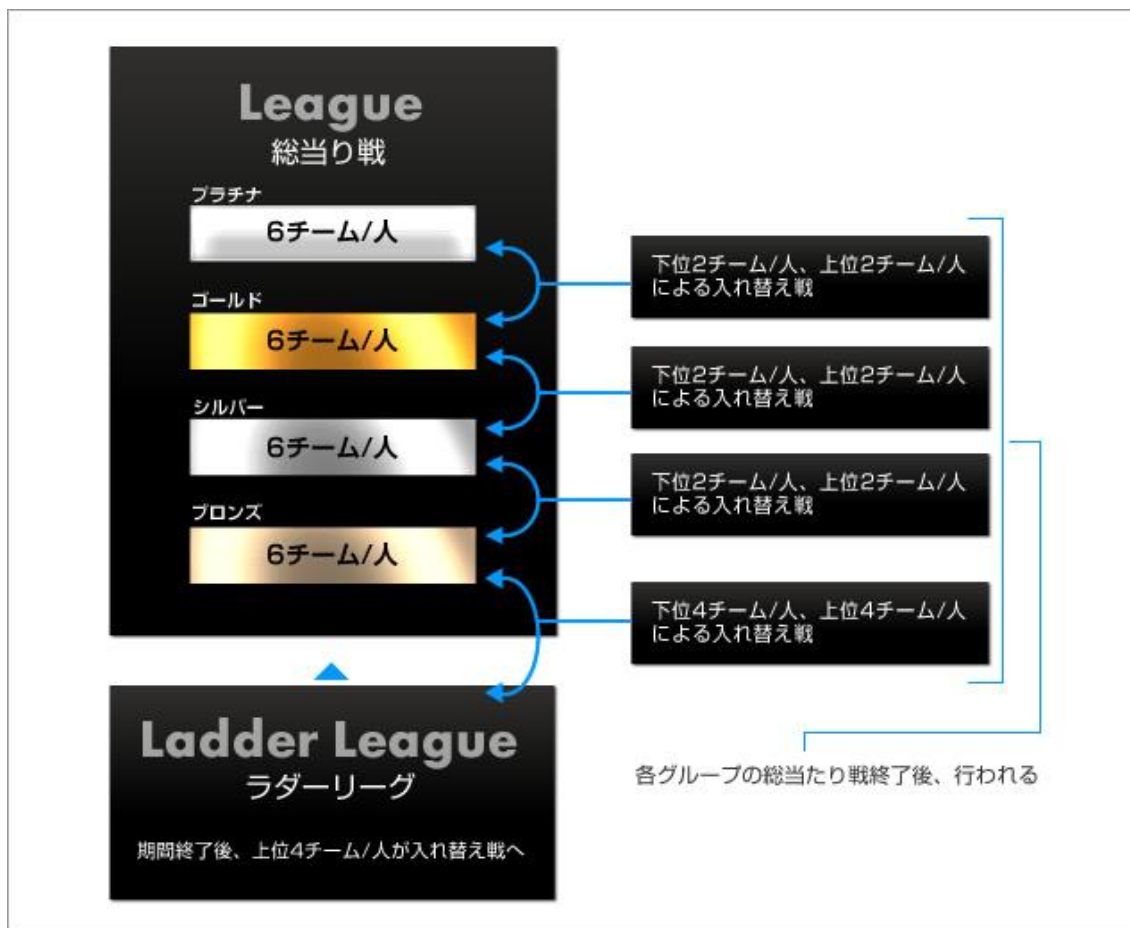 League
総当り戦
プラチナ
6チーム/人
ゴールド
6チーム/人
シルバー
6チーム/人
ブロンズ
6チーム/人
下位2チーム/人、上位2チーム/人
による入れ替え戦
下位2チーム/人、上位2チーム/人
による入れ替え戦
下位2チーム/人、上位2チーム/人
による入れ替え戦
下位4チーム/人、上位4チーム/人
による入れ替え戦
各グループの総当たり戦終了後、行われる
Ladder League
ラダーリーグ
期間終了後、上位4チーム/人が入れ替え戦へ